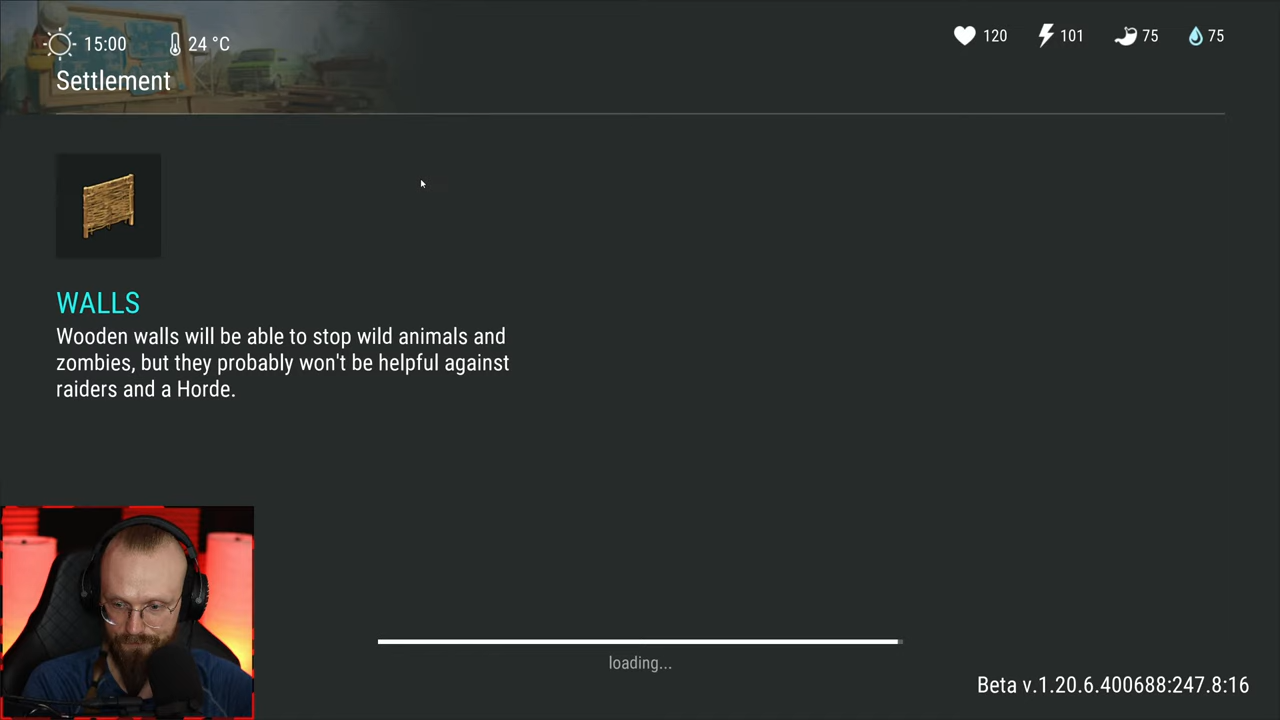 15:00
24 °C
120
101
75
75
Settlement
WALLS
Wooden walls will be able to stop wild animals and
zombies, but they probably won't be helpful against
raiders and a Horde.
loading...
Beta v.1.20.6.400688:247.8:16